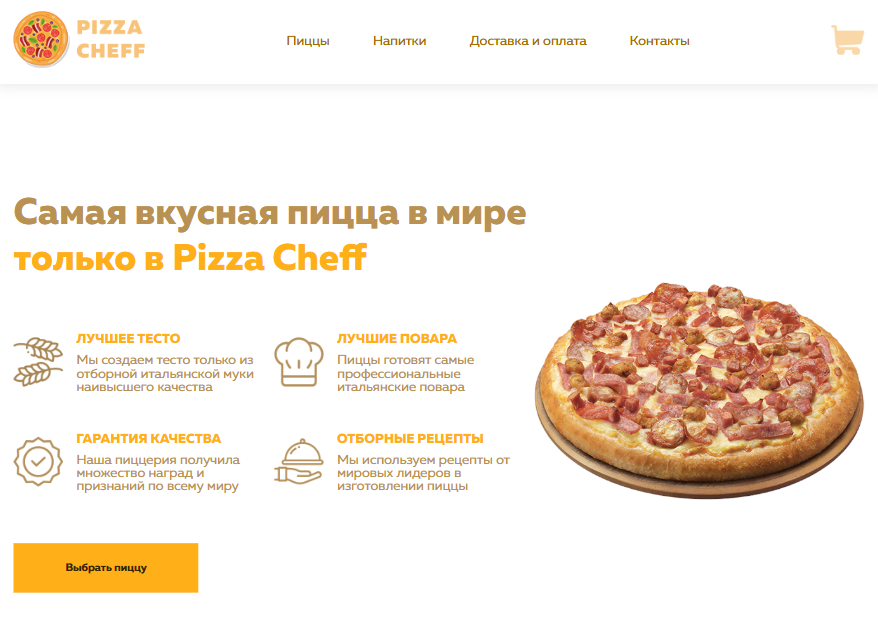 PIZZA
CHEFF
Пиццы
Напитки
Доставка и оплата
Контакты
Самая вкусная пицца в мире
только в Pizza Cheff
ЛУЧШЕЕ ТЕСТО
Мы создаем тесто только из
отборной итальянской муки
наивысшего качества
ЛУЧШИЕ ПОВАРА
Пиццы готовят самые
профессиональные
итальянские повара
ГАРАНТИЯ КАЧЕСТВА
Наша пиццерия получила
множество наград и
признаний по всему миру
ОТБОРНЫЕ РЕЦЕПТЫ
Мы используем рецепты от
мировых лидеров в
изготовлении пиццы
Выбрать пиццу